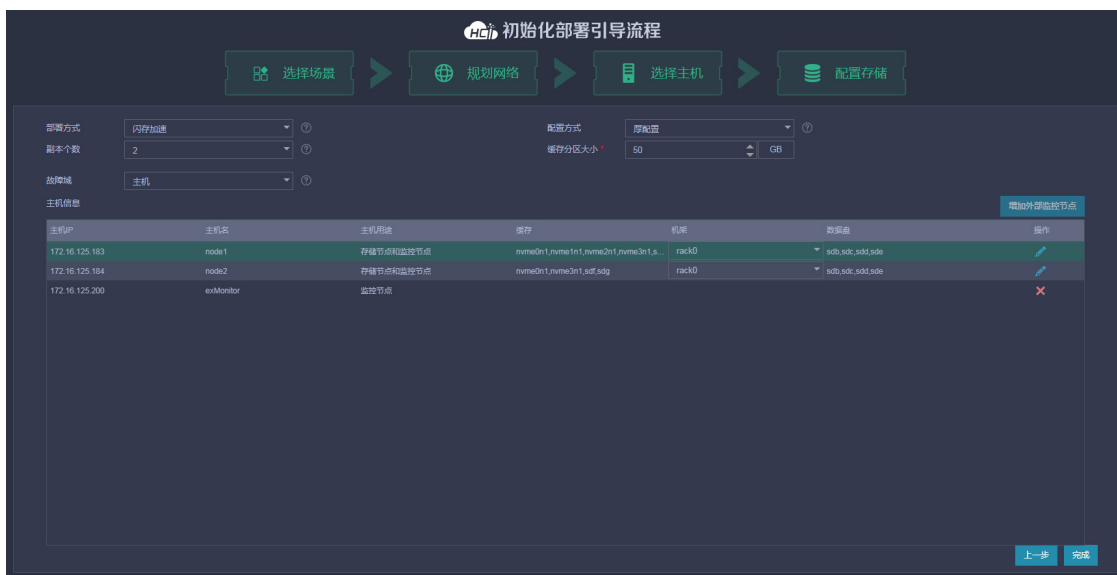 HCI 初始化部署引导流程
选择场景 规划网络 选择主机 配置存储
部署方式 闪存加速 配置方式 厚配置
副本个数 2 缓存分区大小* 50 GB
故障域 主机
主机信息 增加外部监控节点
主机IP 主机名 主机用途 缓存 机架 数据盘 操作
172.16.125.183 node1 存储节点和监控节点 nvme0n1,nvme1n1,nvme2n1,nvme3n1,s... rack0 sdb,sdc,sdd,sde
172.16.125.184 node2 存储节点和监控节点 nvme0n1,nvme3n1,sdf,sdg rack0 sdb,sdc,sdd,sde
172.16.125.200 exMonitor 监控节点
上一步 完成